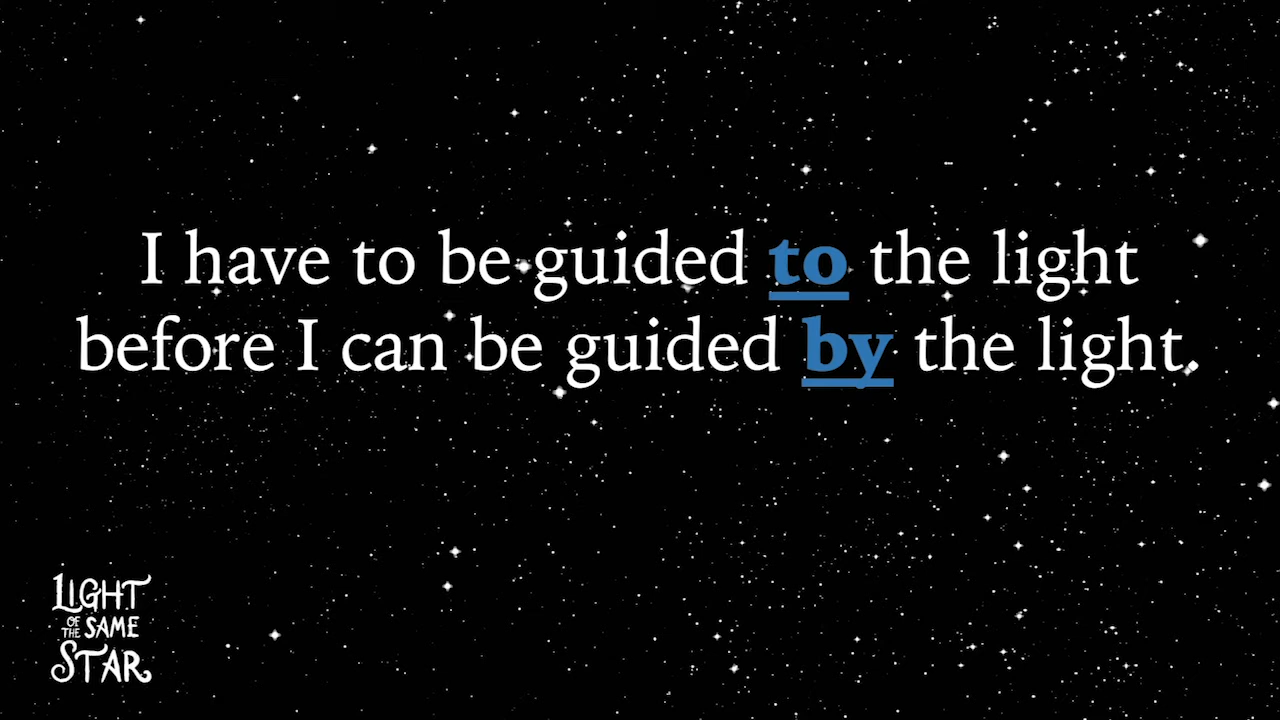 I have to be guided to the light
before I can be guided by the light.
LIGHT
OF THE SAME
STAR